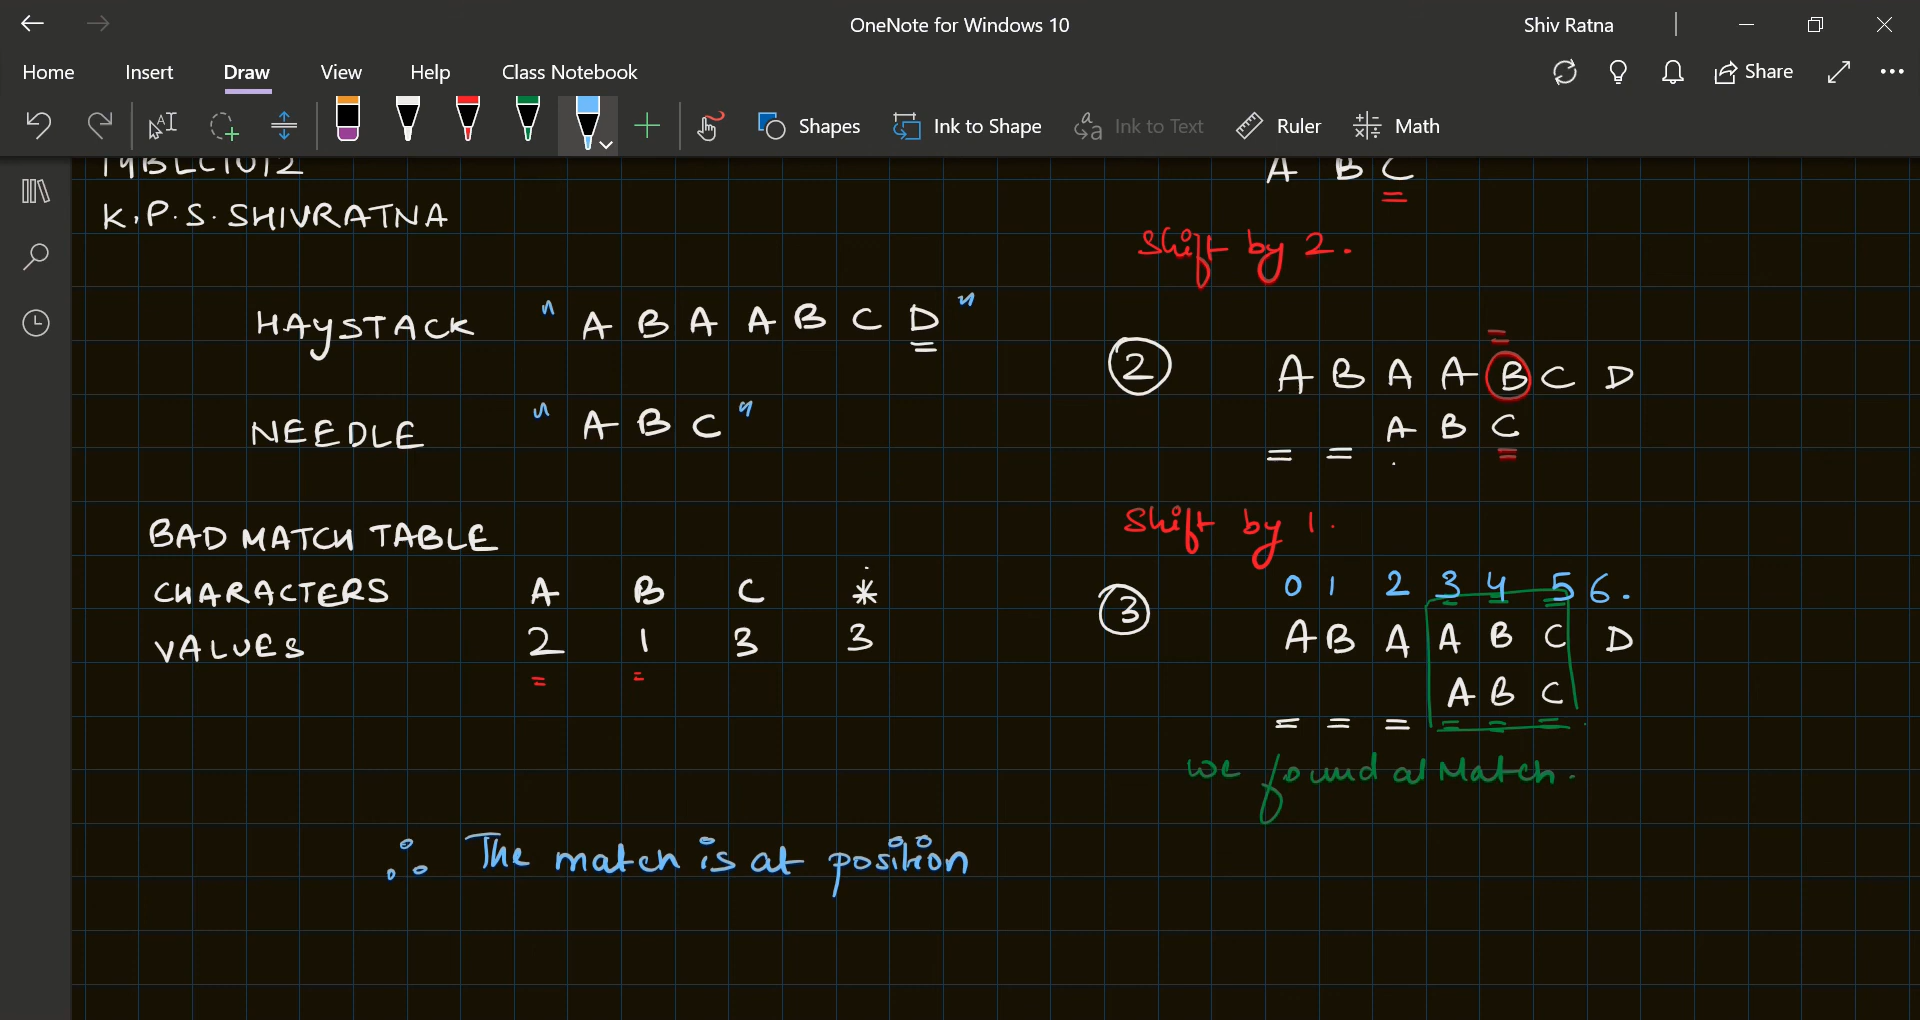 OneNote for Windows 10
Shiv Ratna
Home Insert Draw View Help Class Notebook
Share
Shapes Ink to Shape Ink to Text Ruler Math
K.P.S. SHIVRATNA
HAYSTACK " A B A A B C D "
NEEDLE " A B C "
BAD MATCH TABLE
CHARACTERS A B C *
VALUES 2 1 3 3
∴ The match is at position
A B C
Shift by 2.
2 A B A A B C D
A B C
= =
Shift by 1.
0 1 2 3 4 5 6.
3 A B A A B C D
A B C
= = =
we found a Match.